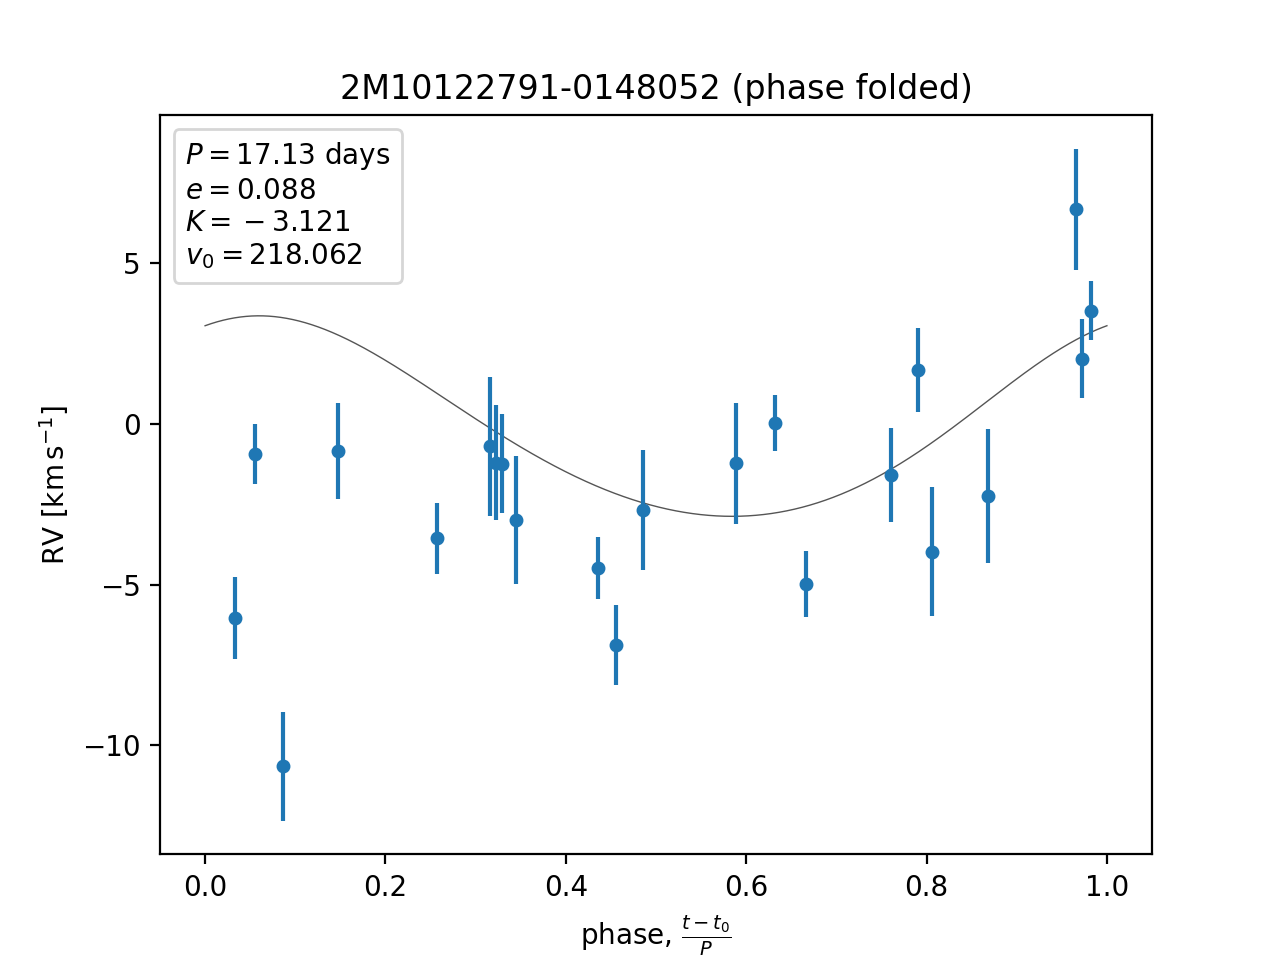 2M10122791-0148052 (phase folded)
P = 17.13 days
e = 0.088
K = −3.121
v₀ = 218.062
5
0
−5
−10
RV [km s⁻¹]
0.0 0.2 0.4 0.6 0.8 1.0
phase, (t − t₀)/P